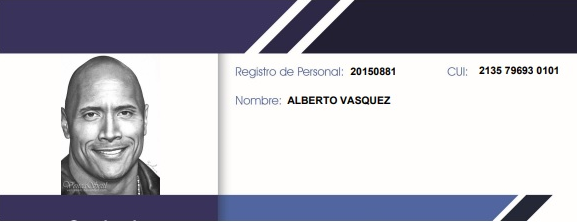 Registro de Personal: 20150881
CUI: 2135 79693 0101
Nombre: ALBERTO VASQUEZ